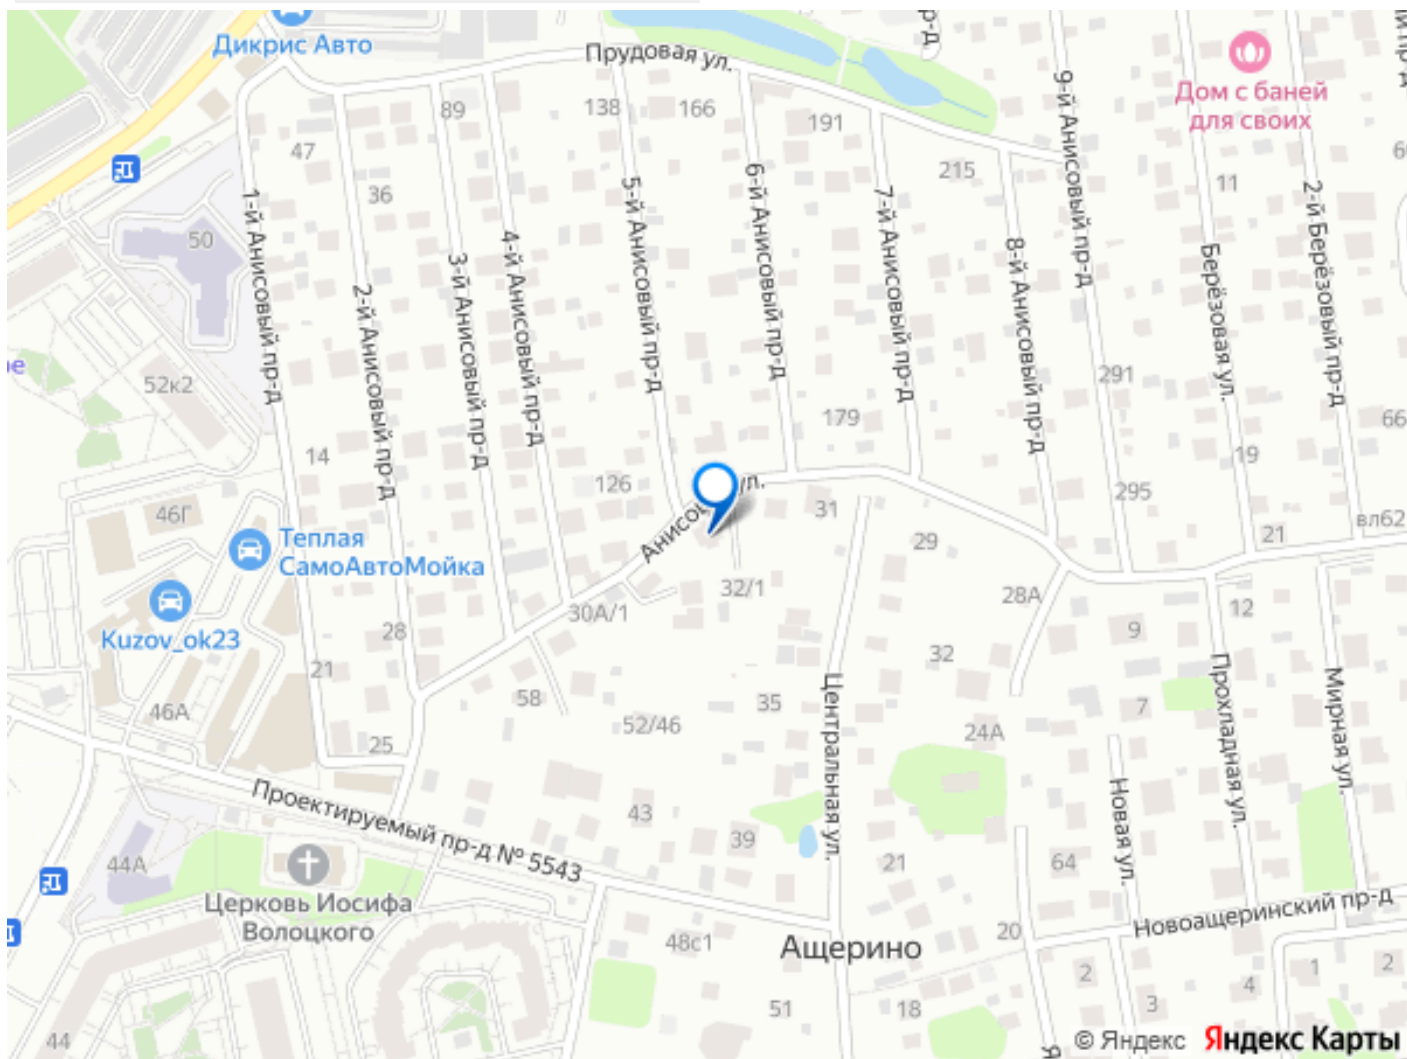 Дикрис Авто
Прудовая ул.
пр-д
Дом с баней
для своих
89
138
166
191
47
36
215
11
50
1-й Анисовый пр-д
2-й Анисовый пр-д
3-й Анисовый пр-д
4-й Анисовый пр-д
5-й Анисовый пр-д
6-й Анисовый пр-д
7-й Анисовый пр-д
8-й Анисовый пр-д
9-й Анисовый пр-д
Берёзовая ул.
2-й Берёзовый пр-д
ое
52к2
291
179
66
14
19
126
295
46Г
31
вл62
21
Теплая
СамоАвтоМойка
29
32/1
28А
30А/1
12
Kuzov_ok23
28
9
32
21
58
35
7
46А
52/46
24А
25
Центральная ул.
Прохладная ул.
Мирная ул.
Новая ул.
Проектируемый пр-д № 5543
43
39
44А
21
64
Церковь Иосифа
Волоцкого
Новоащеринский пр-д
48с1
Ащерино
20
2
1
2
51
18
3
4
44
© Яндекс Яндекс Карты